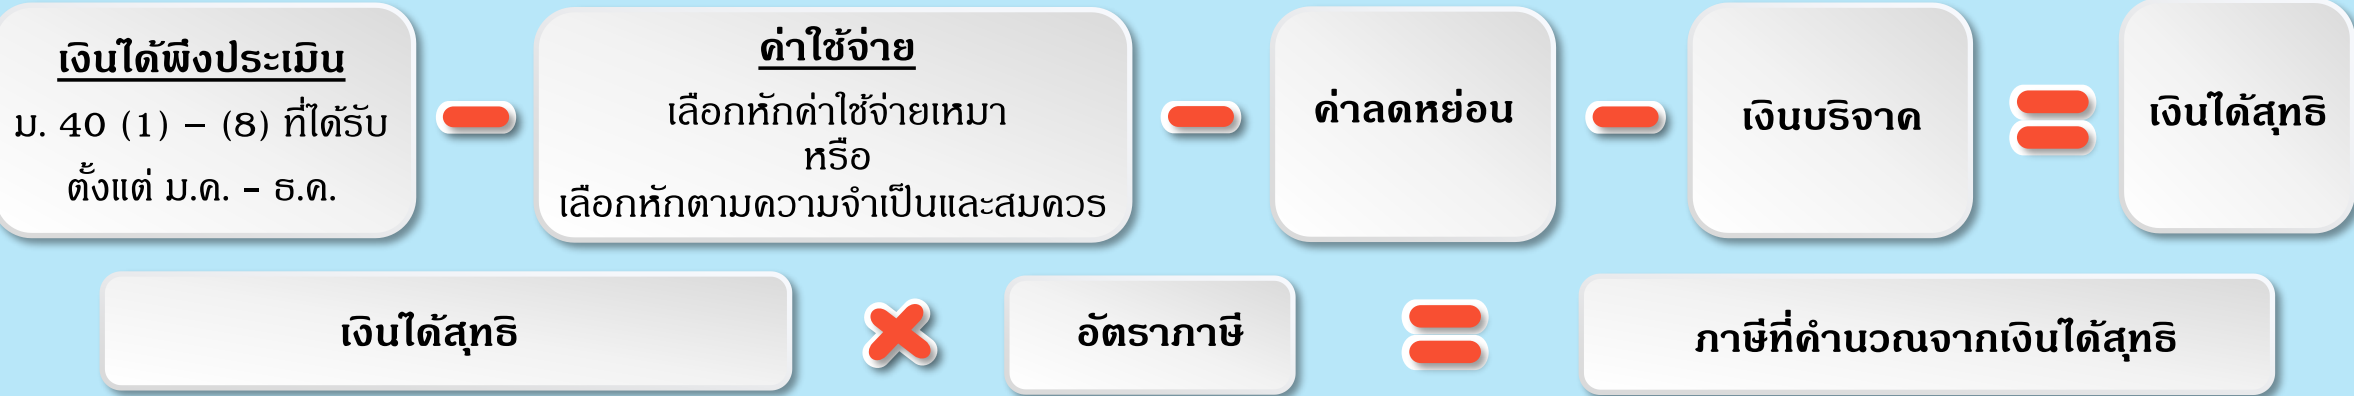 เงินได้พึงประเมิน
ม. 40 (1) – (8) ที่ได้รับ
ตั้งแต่ ม.ค. - ธ.ค.
ค่าใช้จ่าย
เลือกหักค่าใช้จ่ายเหมา
หรือ
เลือกหักตามความจำเป็นและสมควร
ค่าลดหย่อน
เงินบริจาค
เงินได้สุทธิ
เงินได้สุทธิ
อัตราภาษี
ภาษีที่คำนวณจากเงินได้สุทธิ